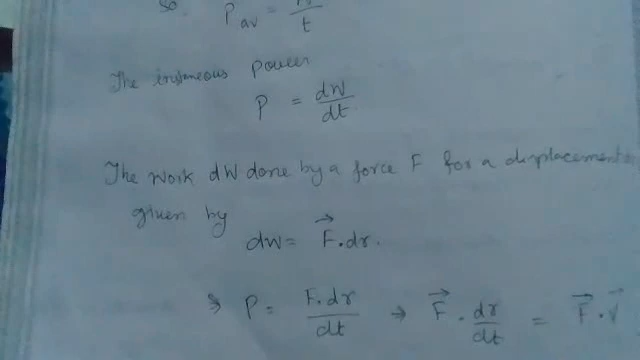 So P_av = W/t
The instaneous power
P = dW/dt
The work dW done by a force F for a displacement
given by
dw = F⃗.dr.
⇒ P = F.dr/dt → F⃗.dr/dt = F⃗.V⃗